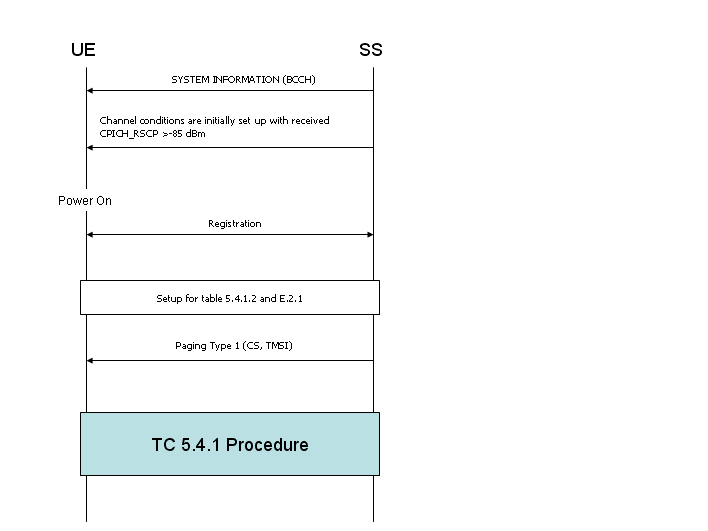 UE SS
SYSTEM INFORMATION (BCCH)
Channel conditions are initially set up with received
CPICH_RSCP >-85 dBm
Power On
Registration
Setup for table 5.4.1.2 and E.2.1
Paging Type 1 (CS, TMSI)
TC 5.4.1 Procedure